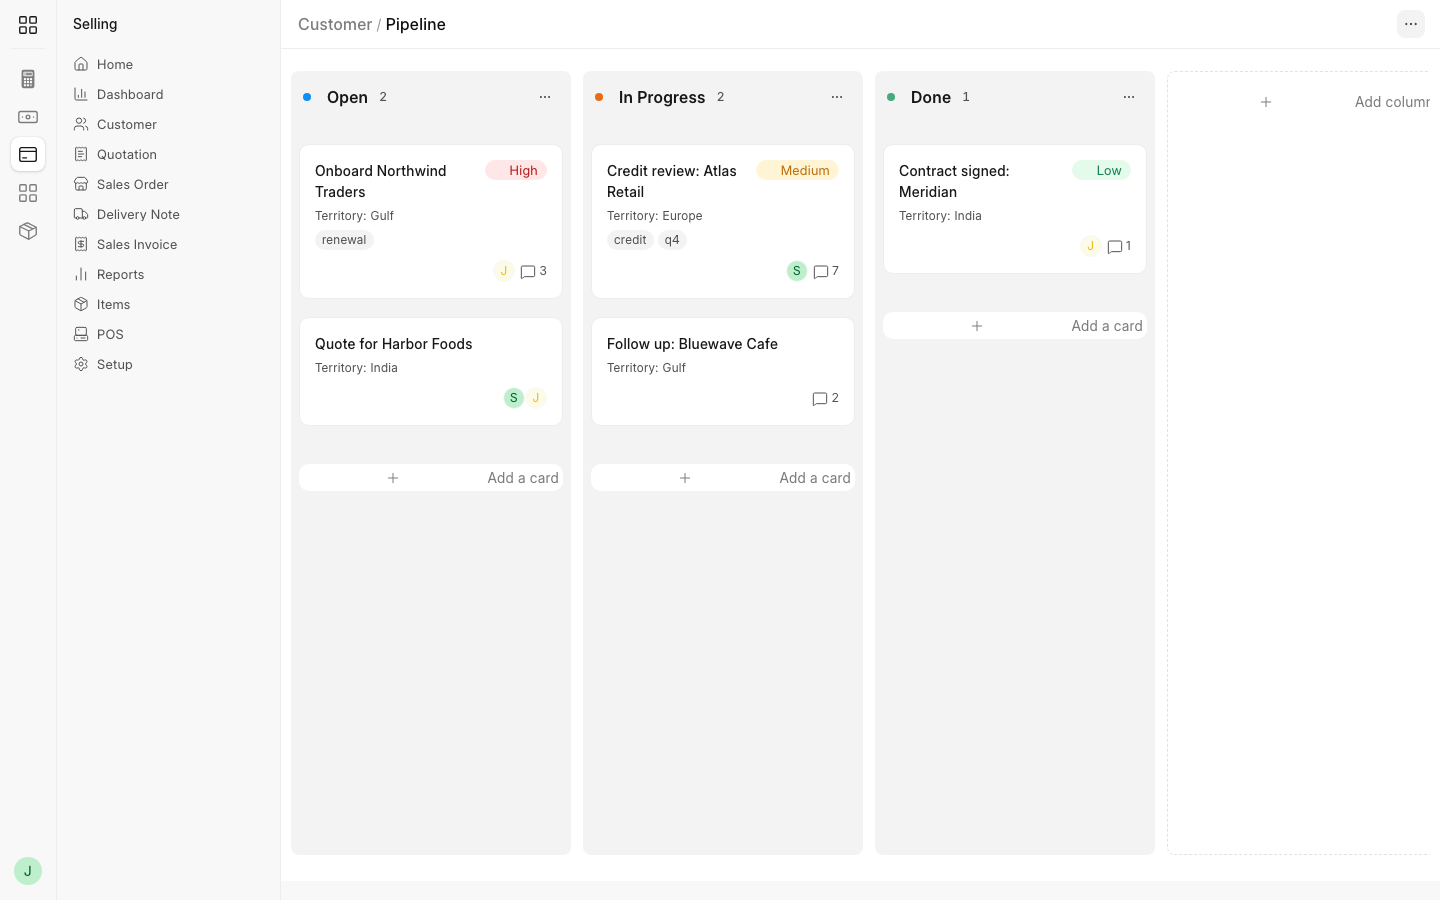 Selling
Home
Dashboard
Customer
Quotation
Sales Order
Delivery Note
Sales Invoice
Reports
Items
POS
Setup
J
Customer / Pipeline
Open 2
Onboard Northwind Traders
High
Territory: Gulf
renewal
J 3
Quote for Harbor Foods
Territory: India
S J
Add a card
In Progress 2
Credit review: Atlas Retail
Medium
Territory: Europe
credit q4
S 7
Follow up: Bluewave Cafe
Territory: Gulf
2
Add a card
Done 1
Contract signed: Meridian
Low
Territory: India
J 1
Add a card
Add column